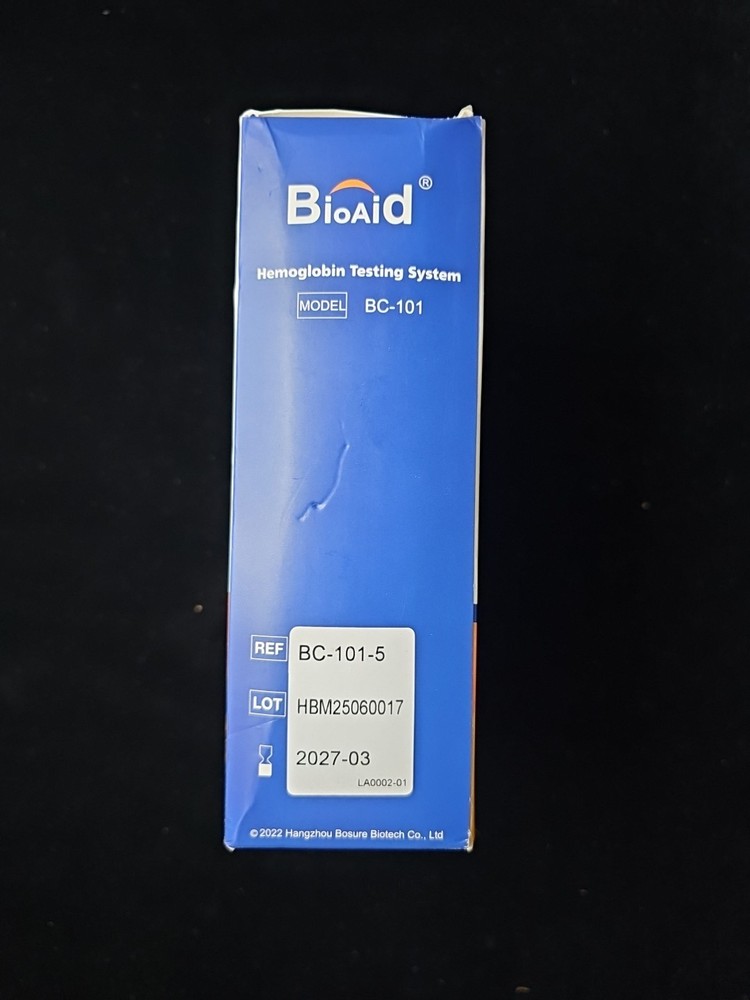 BioAid®
Hemoglobin Testing System
MODEL BC-101
REF BC-101-5
LOT HBM25060017
2027-03
LA0002-01
©2022 Hangzhou Bosure Biotech Co., Ltd